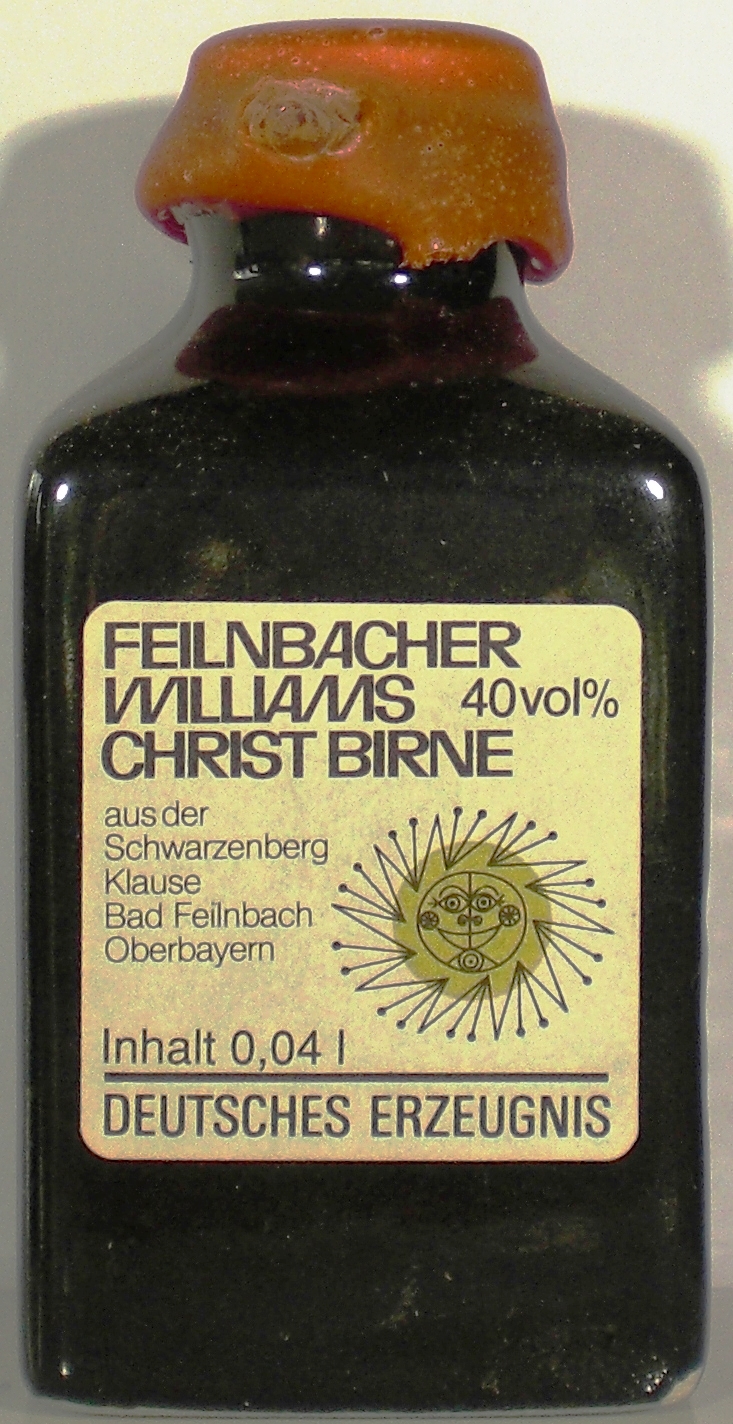 FEILNBACHER
WILLIAMS 40vol%
CHRIST BIRNE
aus der
Schwarzenberg
Klause
Bad Feilnbach
Oberbayern
Inhalt 0,04 l
DEUTSCHES ERZEUGNIS